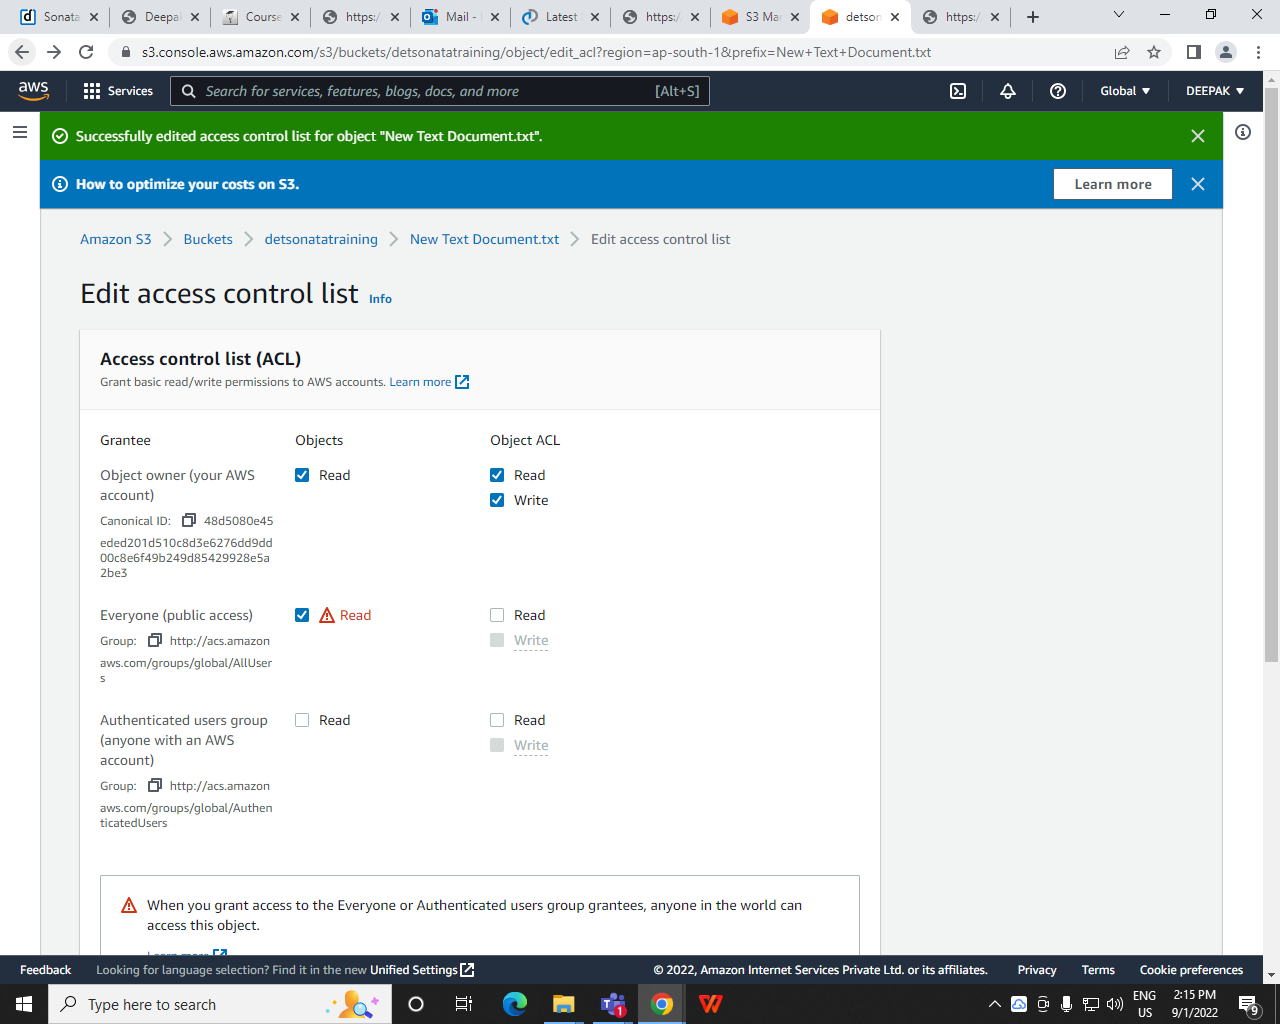 Sonata
Deepa
Course
https:/
Mail -
Latest
https:/
S3 Ma
detson
https:/
s3.console.aws.amazon.com/s3/buckets/detsonatatraining/object/edit_acl?region=ap-south-1&prefix=New+Text+Document.txt
aws
Services
Search for services, features, blogs, docs, and more
[Alt+S]
Global
DEEPAK
Successfully edited access control list for object "New Text Document.txt".
How to optimize your costs on S3.
Learn more
Amazon S3
Buckets
detsonatatraining
New Text Document.txt
Edit access control list
Edit access control list
Info
Access control list (ACL)
Grant basic read/write permissions to AWS accounts. Learn more
Grantee
Objects
Object ACL
Object owner (your AWS
account)
Canonical ID: 48d5080e45
eded201d510c8d3e6276dd9dd
00c8e6f49b249d85429928e5a
2be3
Read
Read
Write
Everyone (public access)
Group: http://acs.amazon
aws.com/groups/global/AllUser
s
Read
Read
Write
Authenticated users group
(anyone with an AWS
account)
Group: http://acs.amazon
aws.com/groups/global/Authen
ticatedUsers
Read
Read
Write
When you grant access to the Everyone or Authenticated users group grantees, anyone in the world can
access this object.
Learn more
Feedback
Looking for language selection? Find it in the new Unified Settings
© 2022, Amazon Internet Services Private Ltd. or its affiliates.
Privacy
Terms
Cookie preferences
Type here to search
1
ENG
US
2:15 PM
9/1/2022
9